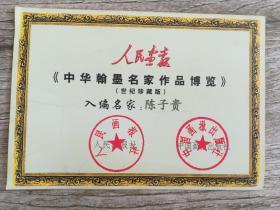 人民画报
《中华翰墨名家作品博览》
（世纪珍藏版）
入编名家：陈子贵
人民画报社
中国画报出版社